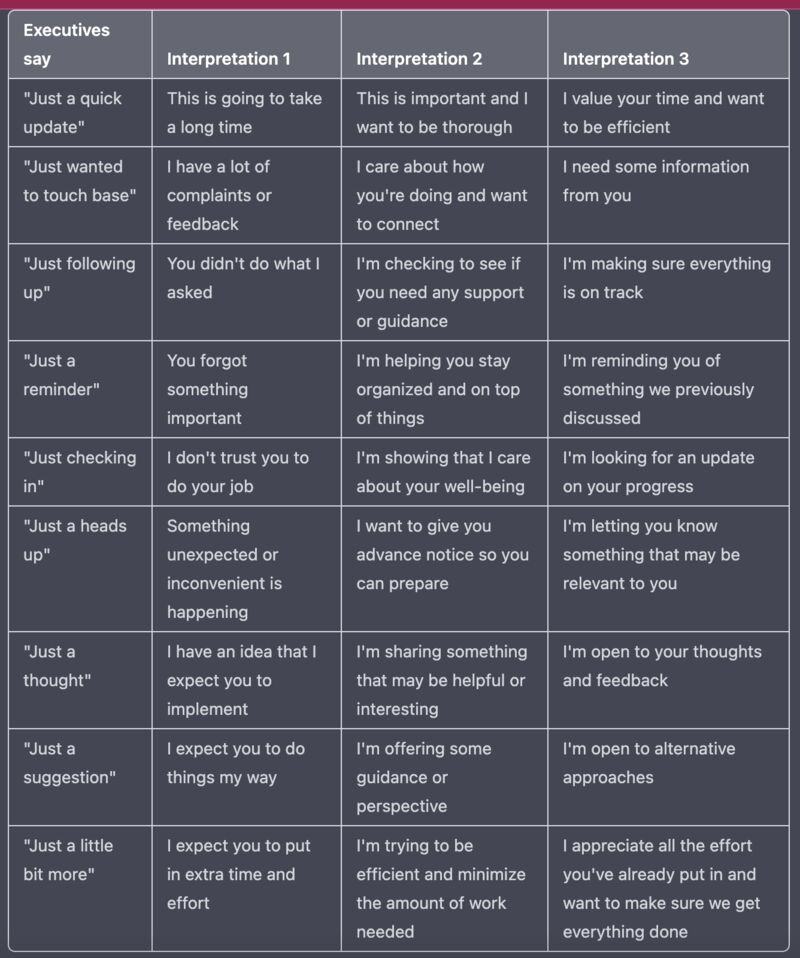 Executives
say
Interpretation 1
Interpretation 2
Interpretation 3
"Just a quick
update"
This is going to take
a long time
This is important and I
want to be thorough
I value your time and want
to be efficient
"Just wanted
to touch base"
I have a lot of
complaints or
feedback
I care about how
you're doing and want
to connect
I need some information
from you
"Just following
up"
You didn't do what I
asked
I'm checking to see if
you need any support
or guidance
I'm making sure everything
is on track
"Just a
reminder"
You forgot
something
important
I'm helping you stay
organized and on top
of things
I'm reminding you of
something we previously
discussed
"Just checking
in"
I don't trust you to
do your job
I'm showing that I care
about your well-being
I'm looking for an update
on your progress
"Just a heads
up"
Something
unexpected or
inconvenient is
happening
I want to give you
advance notice so you
can prepare
I'm letting you know
something that may be
relevant to you
"Just a
thought"
I have an idea that I
expect you to
implement
I'm sharing something
that may be helpful or
interesting
I'm open to your thoughts
and feedback
"Just a
suggestion"
I expect you to do
things my way
I'm offering some
guidance or
perspective
I'm open to alternative
approaches
"Just a little
bit more"
I expect you to put
in extra time and
effort
I'm trying to be
efficient and minimize
the amount of work
needed
I appreciate all the effort
you've already put in and
want to make sure we get
everything done